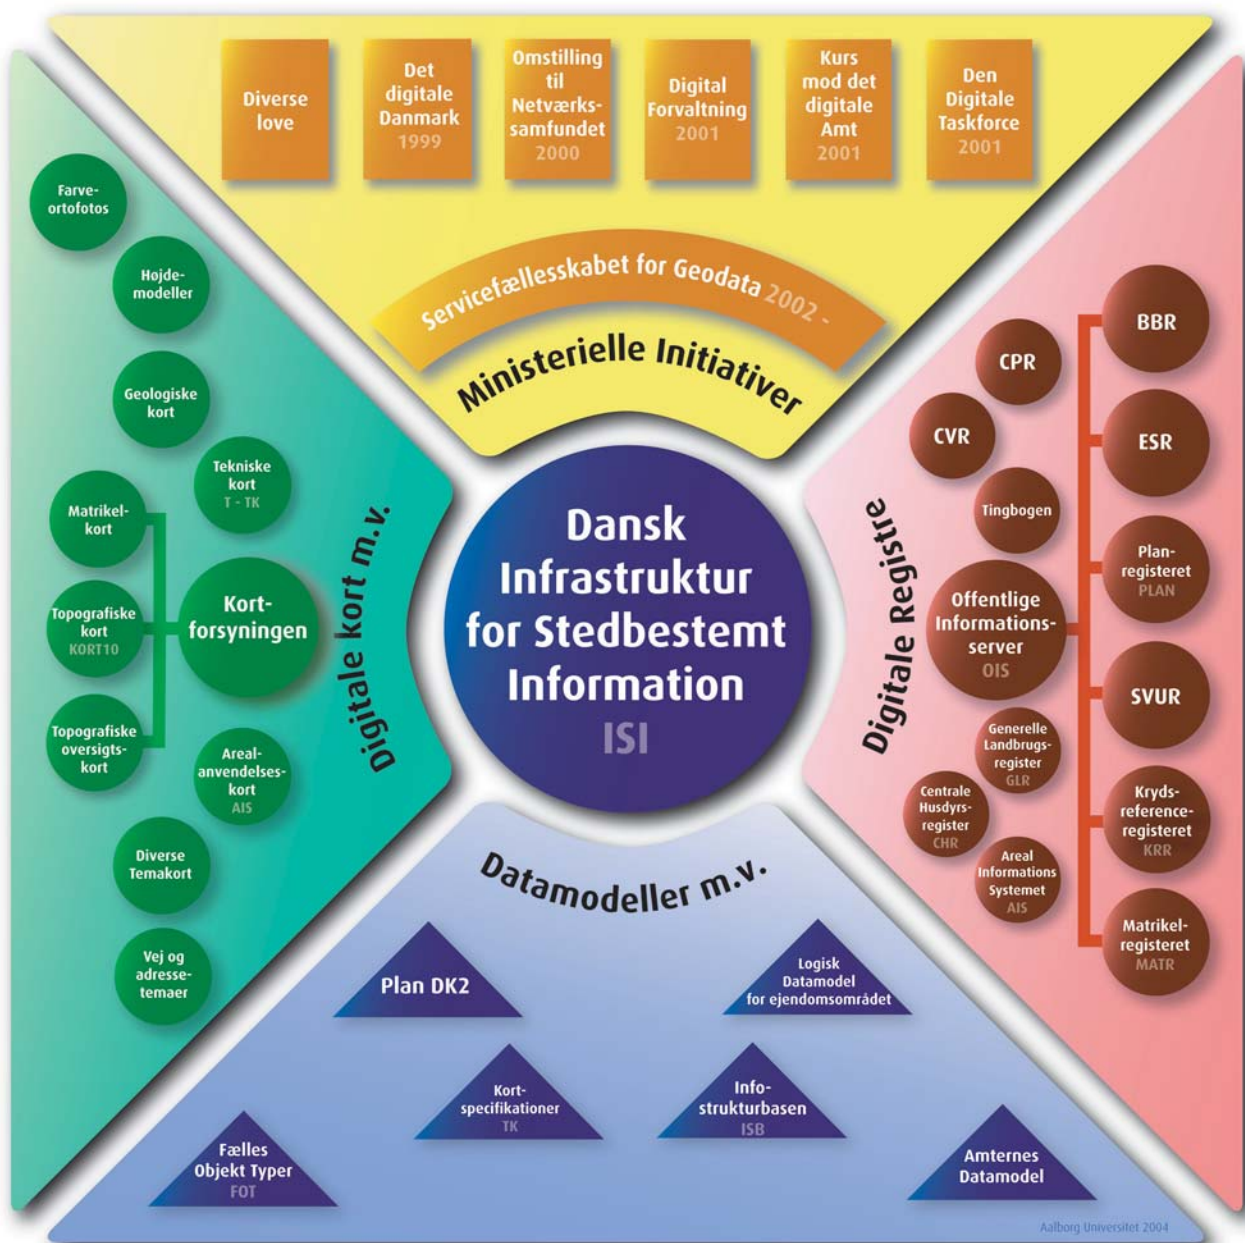 Diverse
love
Det
digitale
Danmark
1999
Omstilling
til
Netværks-
samfundet
2000
Digital
Forvaltning
2001
Kurs
mod det
digitale
Amt
2001
Den
Digitale
Taskforce
2001
Servicefællesskabet for Geodata 2002 -
Ministerielle Initiativer
Farve-
ortofotos
Højde-
modeller
Geologiske
kort
Tekniske
kort
T - TK
Matrikel-
kort
Topografiske
kort
KORT10
Topografiske
oversigts-
kort
Kort-
forsyningen
Areal-
anvendelses-
kort
AIS
Diverse
Temakort
Vej og
adresse-
temaer
Digitale kort m.v.
Dansk
Infrastruktur
for Stedbestemt
Information
ISI
Digitale Registre
CPR
CVR
Tingbogen
Offentlige
Informations-
server
OIS
Generelle
Landbrugs-
register
GLR
Centrale
Husdyrs-
register
CHR
Areal
Informations
Systemet
AIS
BBR
ESR
Plan-
registeret
PLAN
SVUR
Kryds-
reference-
registeret
KRR
Matrikel-
registeret
MATR
Datamodeller m.v.
Plan DK2
Logisk
Datamodel
for ejendomsområdet
Kort-
specifikationer
TK
Info-
strukturbasen
ISB
Fælles
Objekt Typer
FOT
Amternes
Datamodel
Aalborg Universitet 2004